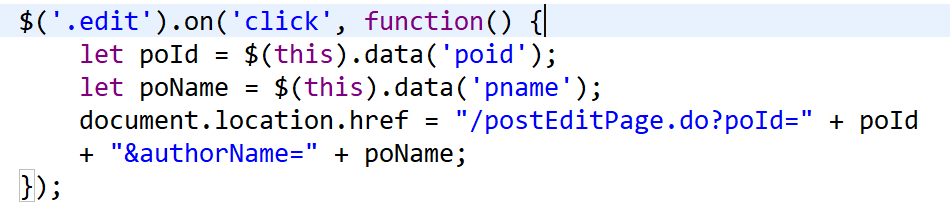 $('.edit').on('click', function() {
let poId = $(this).data('poid');
let poName = $(this).data('pname');
document.location.href = "/postEditPage.do?poId=" + poId
+ "&authorName=" + poName;
});